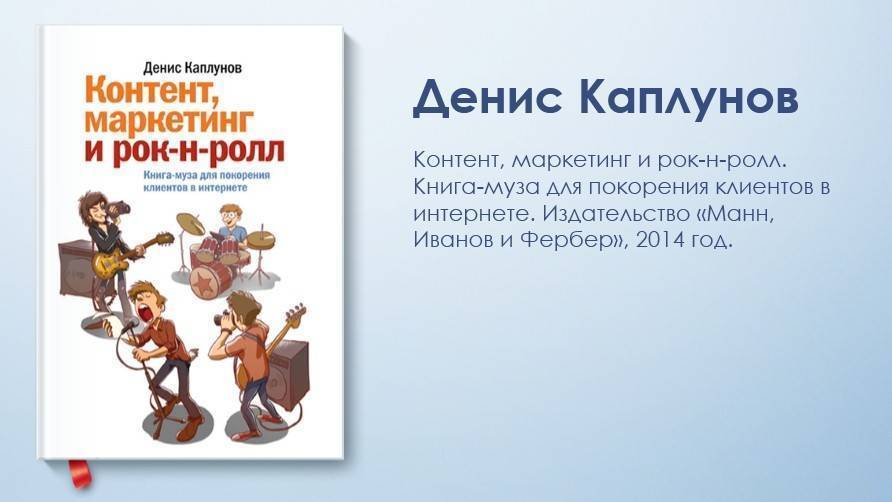 Денис Каплунов
Контент,
маркетинг
и рок-н-ролл
Книга-муза для покорения
клиентов в интернете
Денис Каплунов
Контент, маркетинг и рок-н-ролл.
Книга-муза для покорения клиентов в
интернете. Издательство «Манн,
Иванов и Фербер», 2014 год.